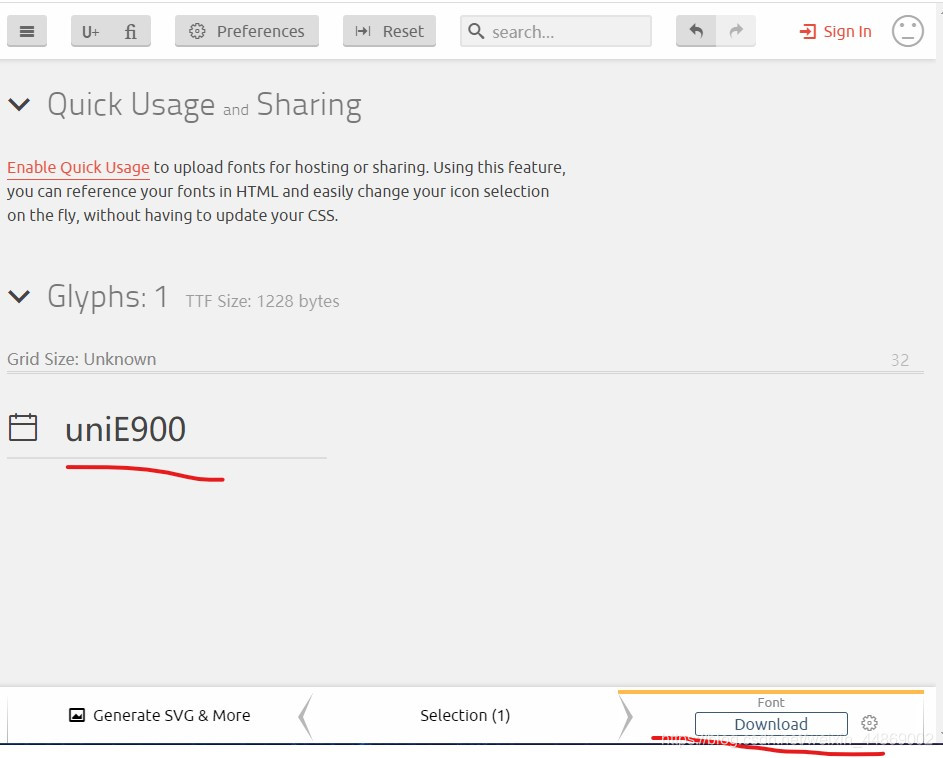 U+ fi Preferences Reset search... Sign In
Quick Usage and Sharing
Enable Quick Usage to upload fonts for hosting or sharing. Using this feature,
you can reference your fonts in HTML and easily change your icon selection
on the fly, without having to update your CSS.
Glyphs: 1 TTF Size: 1228 bytes
Grid Size: Unknown 32
uniE900
Font
Generate SVG & More Selection (1) Download
https://blog.csdn.net/weixin_44869002